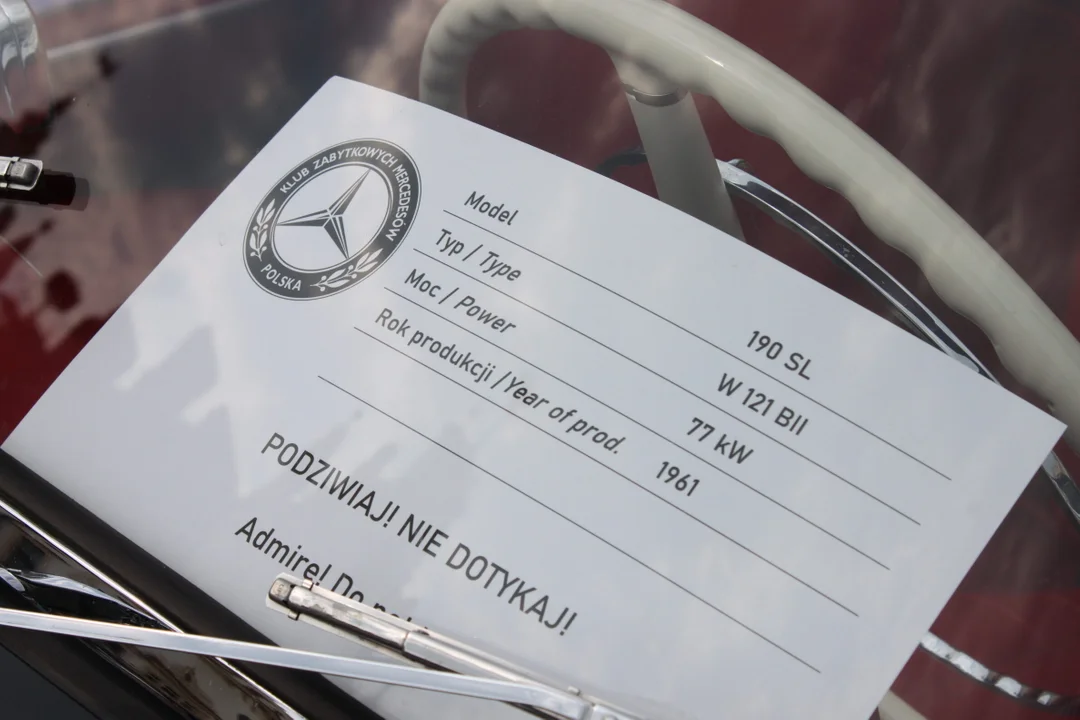 KLUB ZABYTKOWYCH MERCEDESÓW
POLSKA
Model 190 SL
Typ / Type W 121 BII
Moc / Power 77 kW
Rok produkcji /Year of prod. 1961
PODZIWIAJ! NIE DOTYKAJ!
Admire! Do